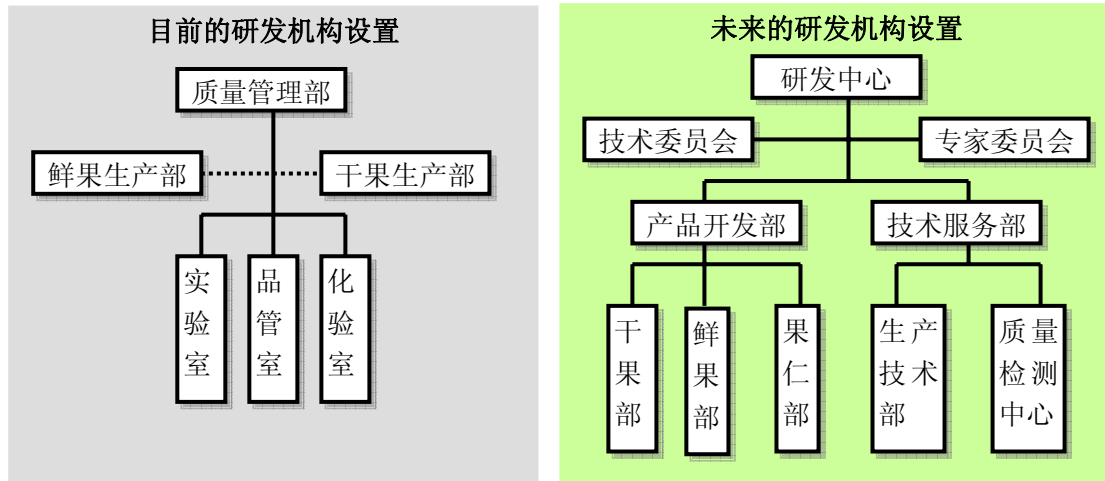 目前的研发机构设置
质量管理部
鲜果生产部
干果生产部
实验室
品管室
化验室
未来的研发机构设置
研发中心
技术委员会
专家委员会
产品开发部
技术服务部
干果部
鲜果部
果仁部
生产
技术
部
质量
检测
中心